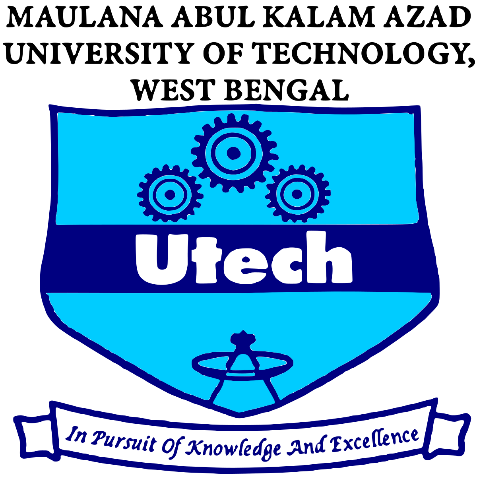 MAULANA ABUL KALAM AZAD
UNIVERSITY OF TECHNOLOGY,
WEST BENGAL
Utech
In Pursuit Of Knowledge And Excellence